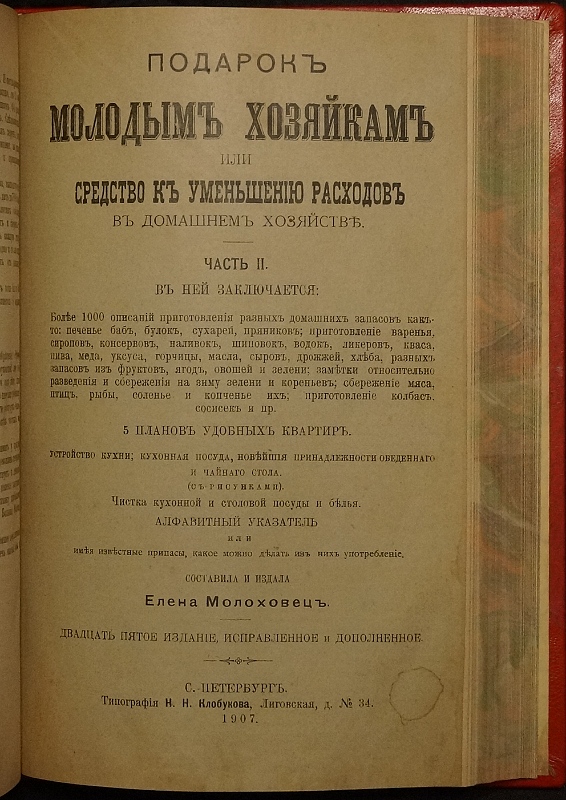 ПОДАРОКЪ
МОЛОДЫМЪ ХОЗЯЙКАМЪ
ИЛИ
СРЕДСТВО КЪ УМЕНЬШЕНІЮ РАСХОДОВЪ
ВЪ ДОМАШНЕМЪ ХОЗЯЙСТВѢ.
ЧАСТЬ II.
ВЪ НЕЙ ЗАКЛЮЧАЕТСЯ:
Болѣе 1000 описаній приготовленія разныхъ домашнихъ запасовъ какъ-
то: печенье бабъ, булокъ, сухарей, пряниковъ; приготовленіе варенья,
сироповъ, консервовъ, наливокъ, шиповокъ, водокъ, ликеровъ, кваса,
пива, меда, уксуса, горчицы, масла, сыровъ, дрожжей, хлѣба, разныхъ
запасовъ изъ фруктовъ, ягодъ, овощей и зелени; замѣтки относительно
разведенія и сбереженія на зиму зелени и кореньевъ; сбереженіе мяса,
птицъ, рыбы, соленье и копченье ихъ; приготовленіе колбасъ,
сосисекъ и пр.
5 ПЛАНОВЪ УДОБНЫХЪ КВАРТИРЪ.
УСТРОЙСТВО КУХНИ; КУХОННАЯ ПОСУДА, НОВѢЙШІЯ ПРИНАДЛЕЖНОСТИ ОБЕДЕННАГО
И ЧАЙНАГО СТОЛА.
(СЪ РИСУНКАМИ).
Чистка кухонной и столовой посуды и бѣлья.
АЛФАВИТНЫЙ УКАЗАТЕЛЬ
ИЛИ
имѣя извѣстные припасы, какое можно дѣлать изъ нихъ употребленіе.
СОСТАВИЛА И ИЗДАЛА
Елена Молоховецъ.
ДВАДЦАТЬ ПЯТОЕ ИЗДАНІЕ, ИСПРАВЛЕННОЕ и ДОПОЛНЕННОЕ.
С.-ПЕТЕРБУРГЪ.
Типографія Н. Н. Клобукова, Лиговская, д. № 34.
1907.